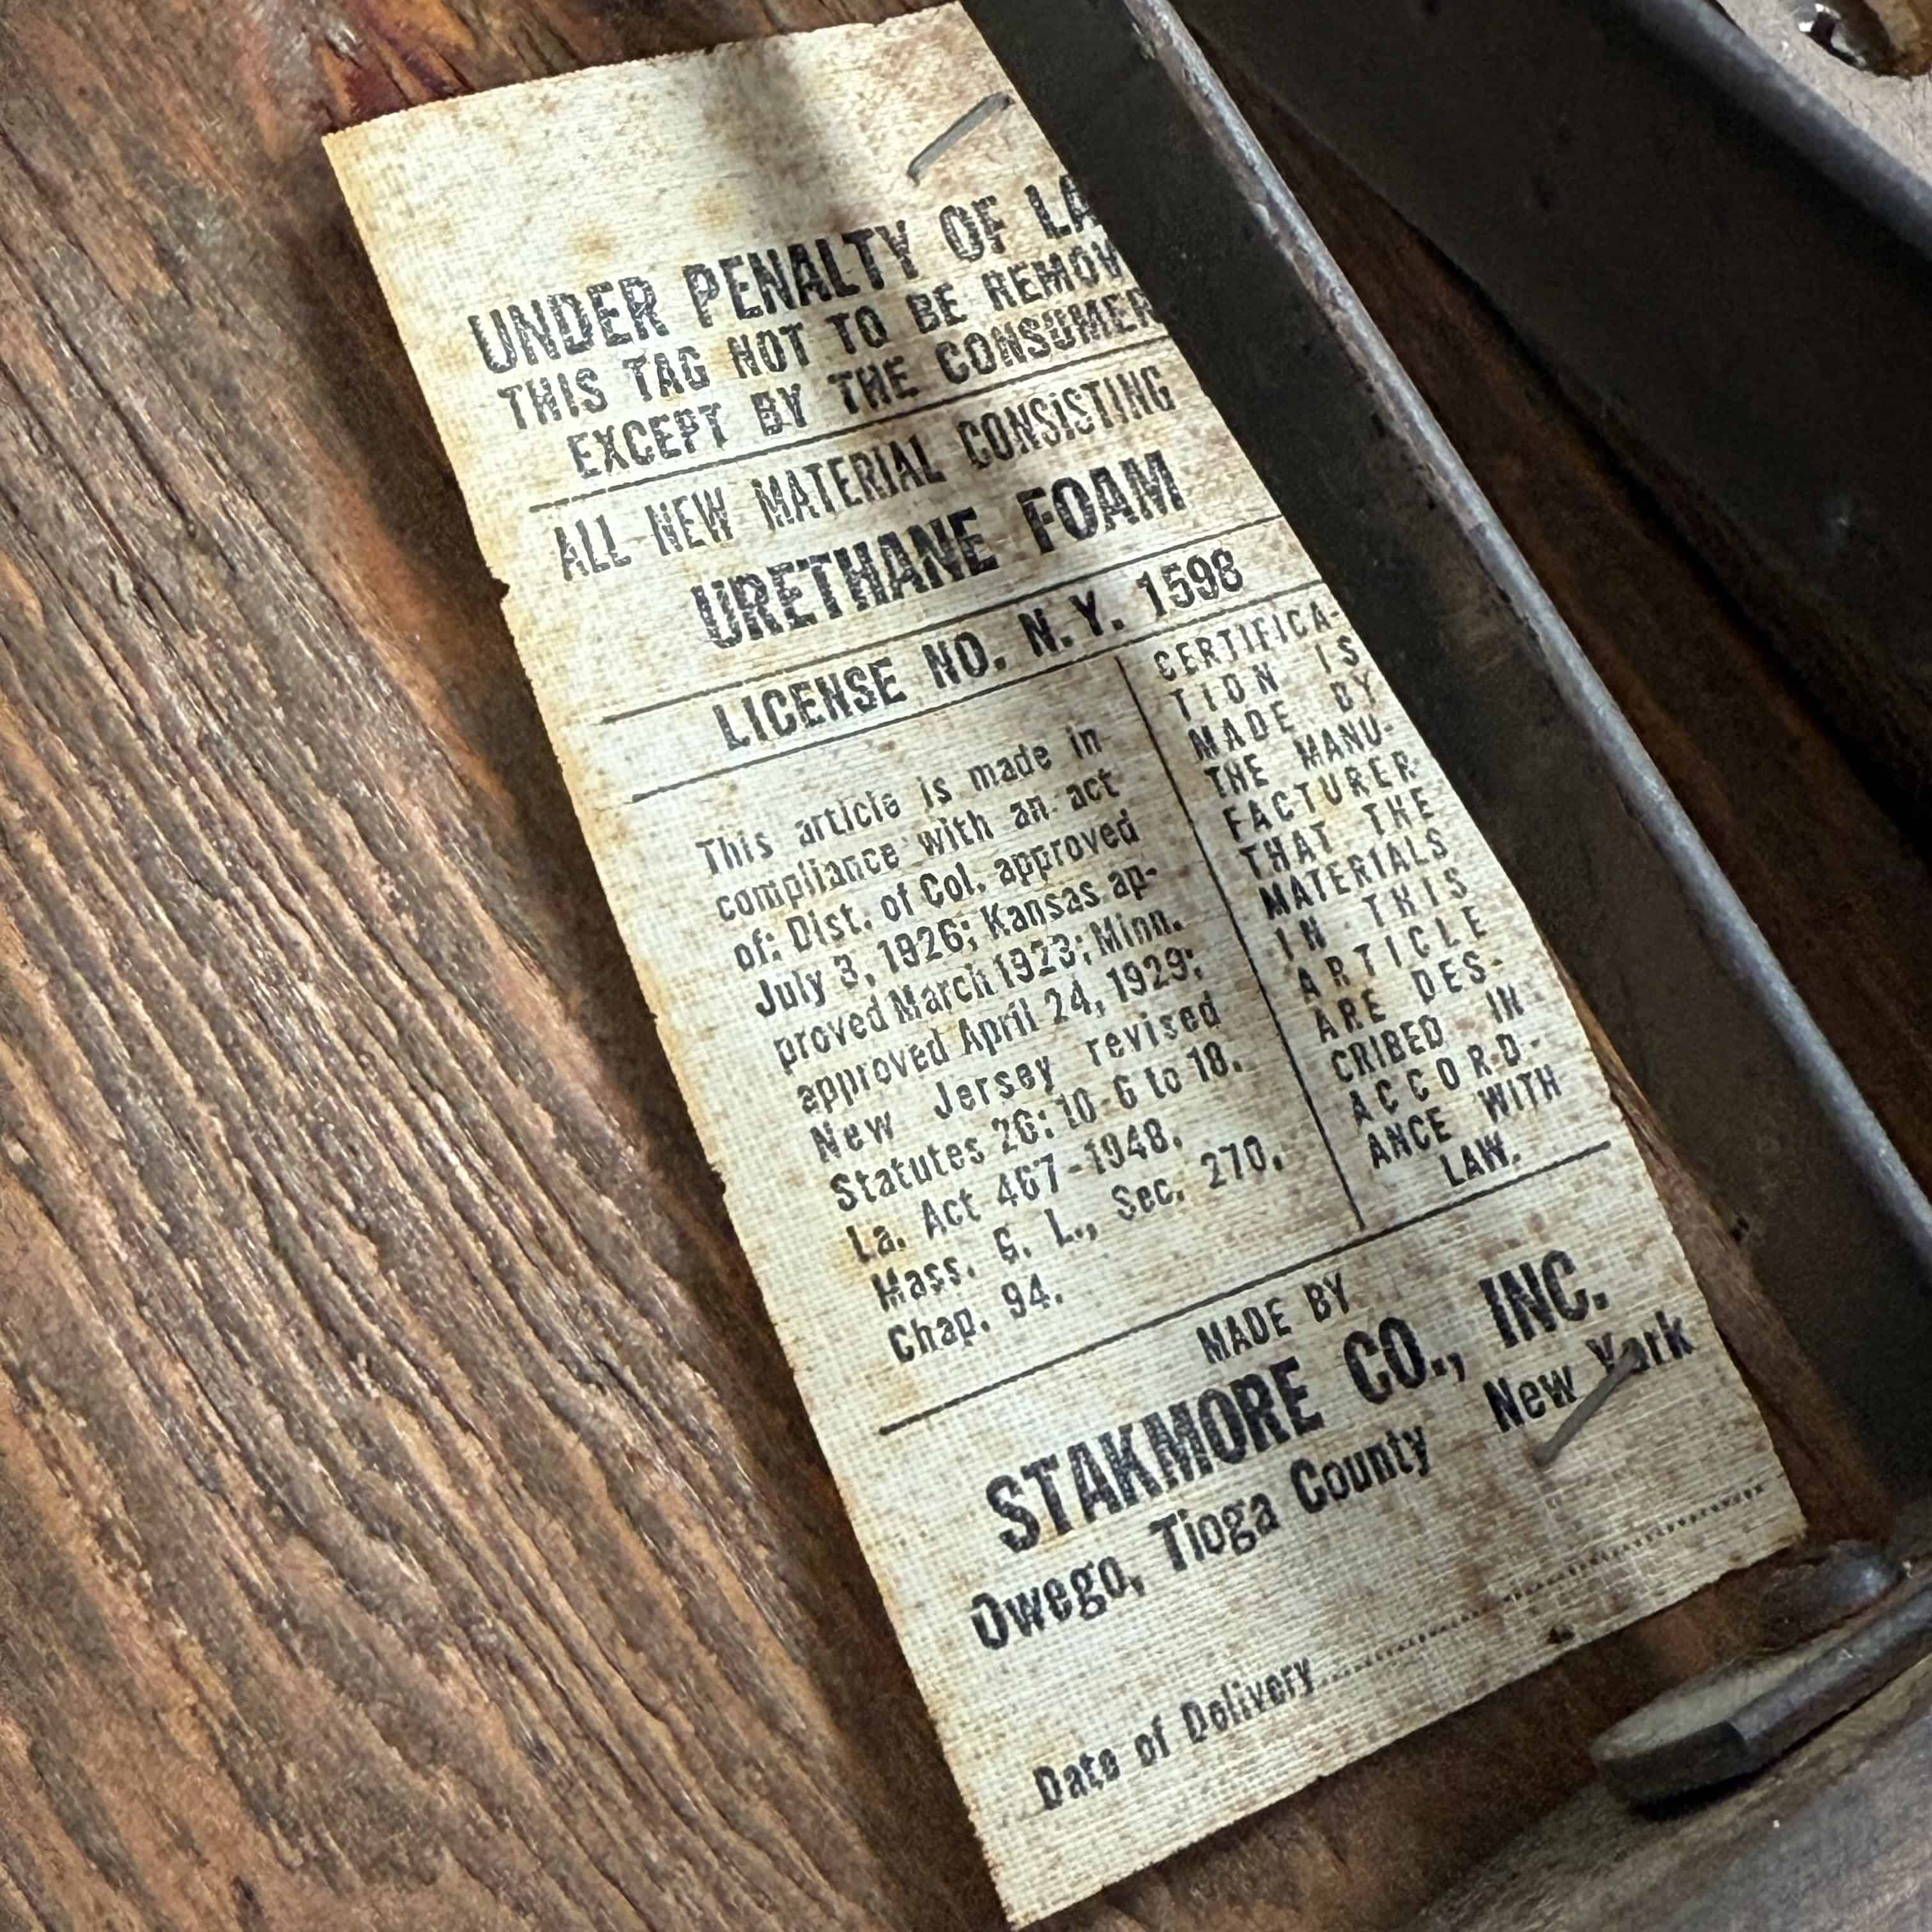 UNDER PENALTY OF LA
THIS TAG NOT TO BE REMOV
EXCEPT BY THE CONSUMER
ALL NEW MATERIAL CONSISTING
URETHANE FOAM
LICENSE NO. N.Y. 1598
This article is made in
compliance with an act
of: Dist. of Col. approved
July 3, 1926; Kansas ap-
proved March 1923; Minn.
approved April 24, 1929;
New Jersey revised
Statutes 26: 10-6 to 18.
La. Act 467-1948.
Mass. G. L., Sec. 270.
Chap. 94.
CERTIFICA-
TION IS
MADE BY
THE MANU-
FACTURER
THAT THE
MATERIALS
IN THIS
ARTICLE
ARE DES-
CRIBED IN
ACCORD-
ANCE WITH
LAW.
MADE BY
STAKMORE CO., INC.
Owego, Tioga County New York
Date of Delivery